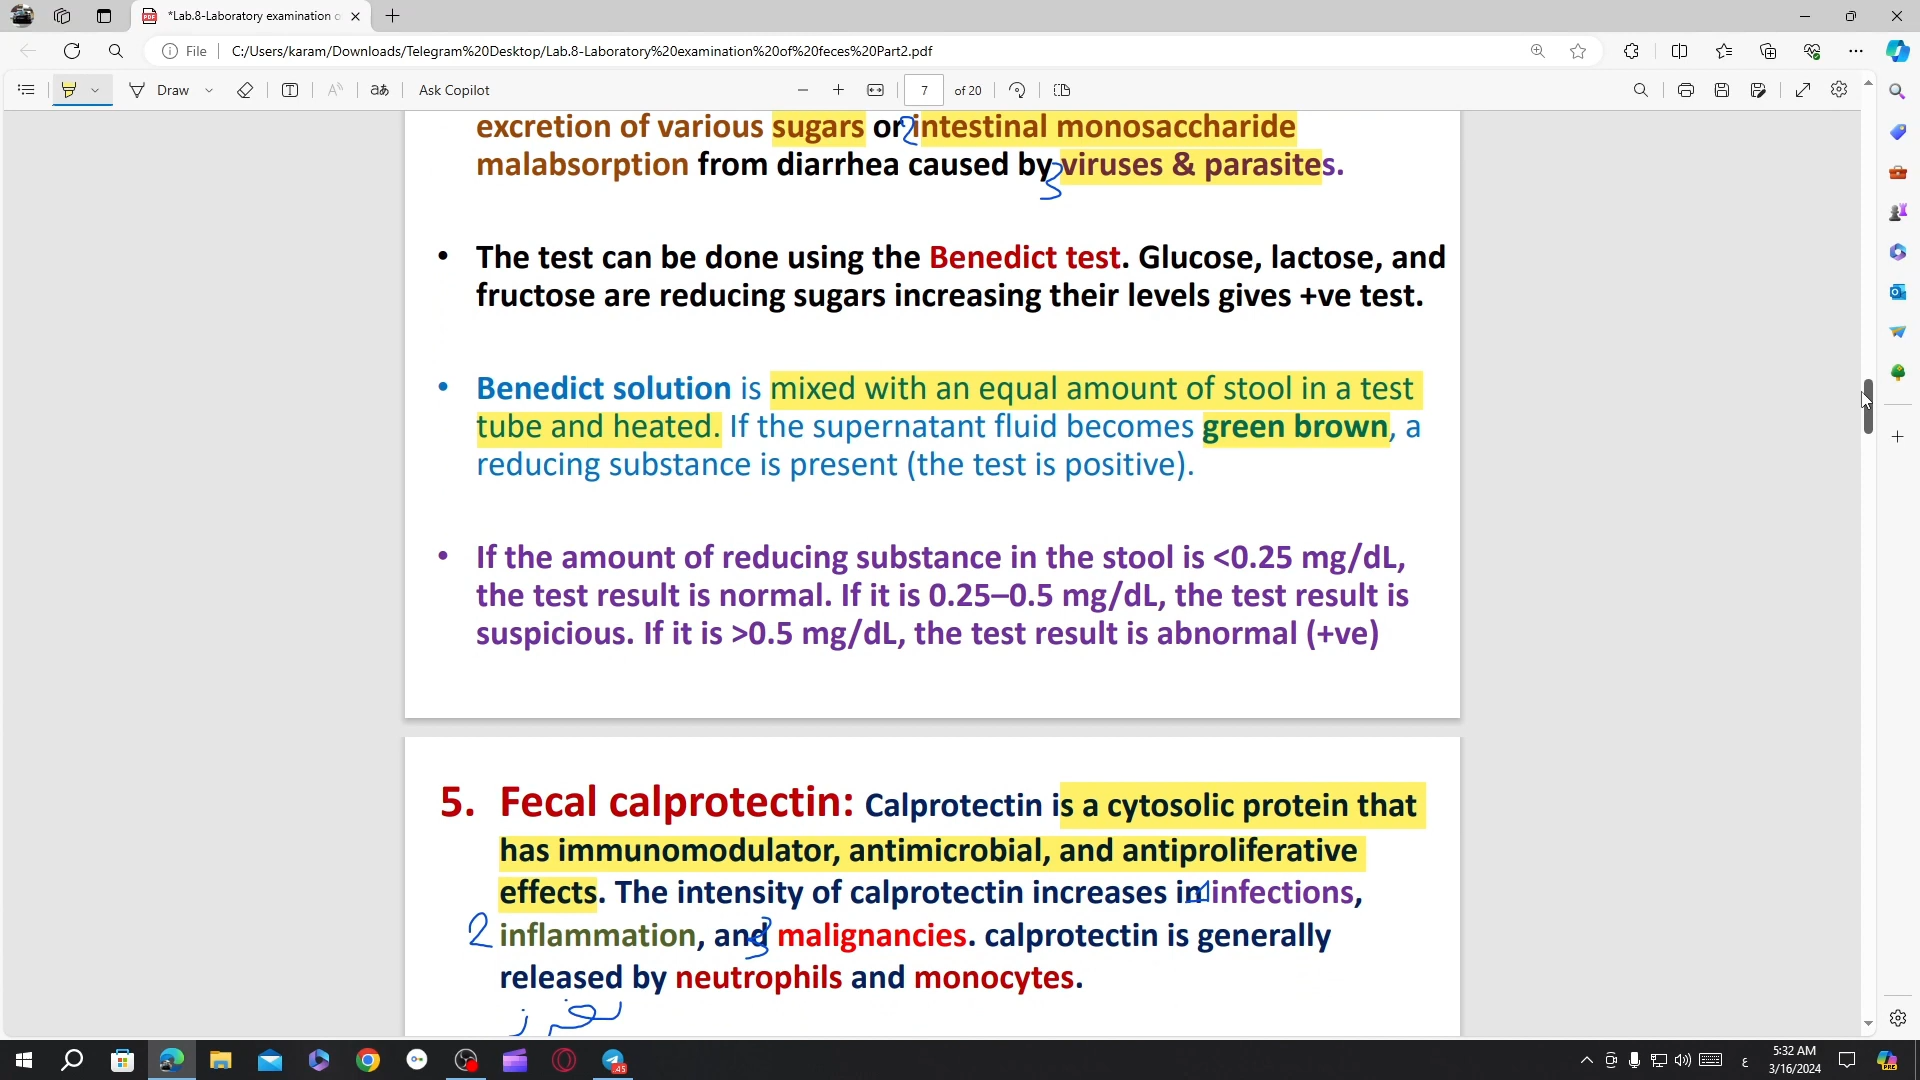 *Lab.8-Laboratory examination o
File
C:/Users/karam/Downloads/Telegram%20Desktop/Lab.8-Laboratory%20examination%20of%20feces%20Part2.pdf
Draw
Ask Copilot
7 of 20
excretion of various sugars or 2 intestinal monosaccharide
malabsorption from diarrhea caused by 3 viruses & parasites.
• The test can be done using the Benedict test. Glucose, lactose, and
fructose are reducing sugars increasing their levels gives +ve test.
• Benedict solution is mixed with an equal amount of stool in a test
tube and heated. If the supernatant fluid becomes green brown, a
reducing substance is present (the test is positive).
• If the amount of reducing substance in the stool is <0.25 mg/dL,
the test result is normal. If it is 0.25–0.5 mg/dL, the test result is
suspicious. If it is >0.5 mg/dL, the test result is abnormal (+ve)
5. Fecal calprotectin: Calprotectin is a cytosolic protein that
has immunomodulator, antimicrobial, and antiproliferative
effects. The intensity of calprotectin increases in infections,
2 inflammation, and 3 malignancies. calprotectin is generally
released by neutrophils and monocytes.
45
ع
5:32 AM
3/16/2024
PRE